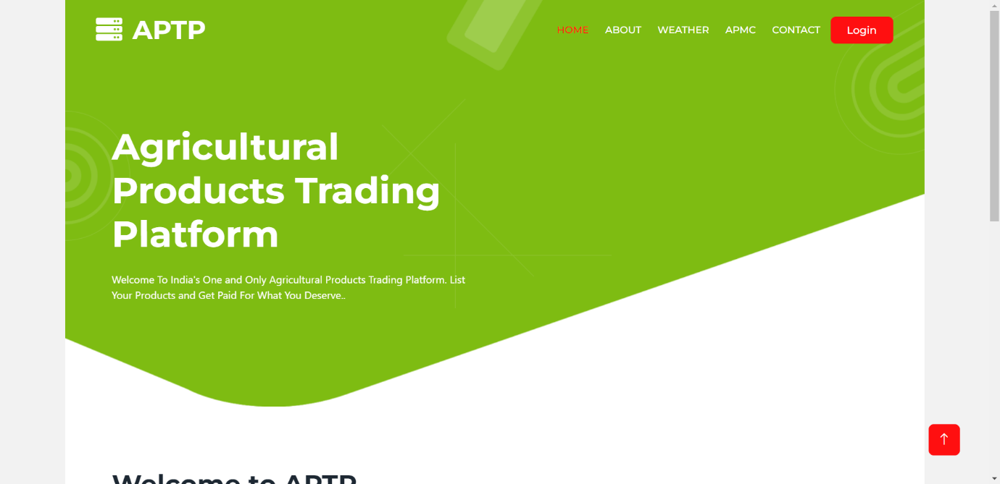 APTP
HOME ABOUT WEATHER APMC CONTACT Login
Agricultural
Products Trading
Platform
Welcome To India's One and Only Agricultural Products Trading Platform. List
Your Products and Get Paid For What You Deserve..
Welcome to APTP